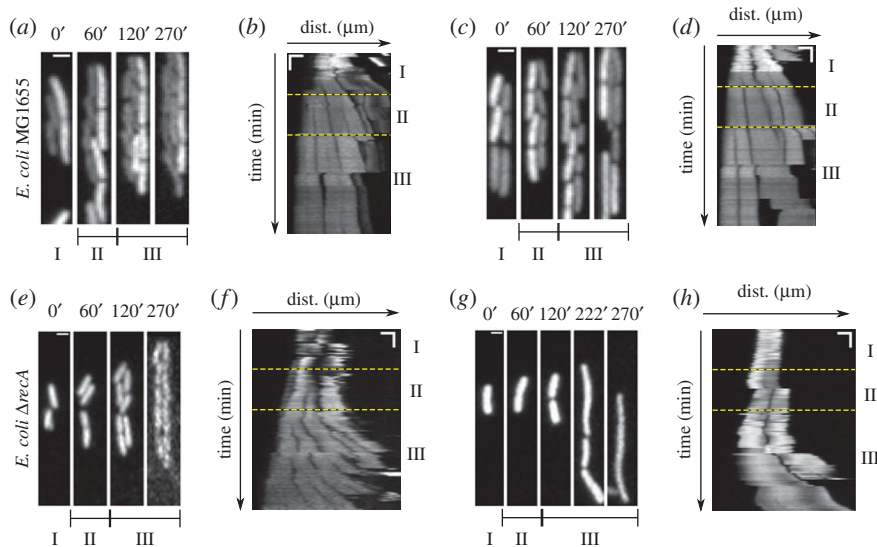 (a) 0′ 60′ 120′ 270′
E. coli MG1655
I II III
(b) dist. (μm)
time (min)
I
II
III
(c) 0′ 60′ 120′ 270′
I II III
(d) dist. (μm)
time (min)
I
II
III
(e) 0′ 60′ 120′ 270′
E. coli ΔrecA
I II III
(f) dist. (μm)
time (min)
I
II
III
(g) 0′ 60′ 120′ 222′ 270′
I II III
(h) dist. (μm)
time (min)
I
II
III